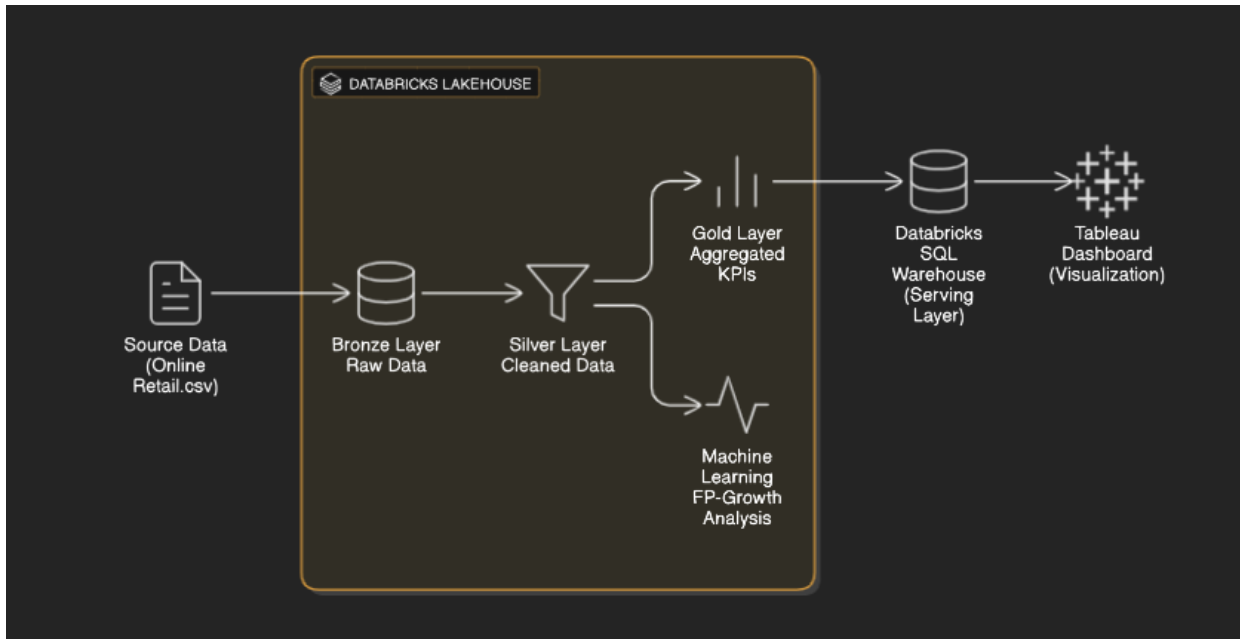 DATABRICKS LAKEHOUSE
Source Data
(Online
Retail.csv)
Bronze Layer
Raw Data
Silver Layer
Cleaned Data
Gold Layer
Aggregated
KPIs
Machine
Learning
FP-Growth
Analysis
Databricks
SQL
Warehouse
(Serving
Layer)
Tableau
Dashboard
(Visualization)